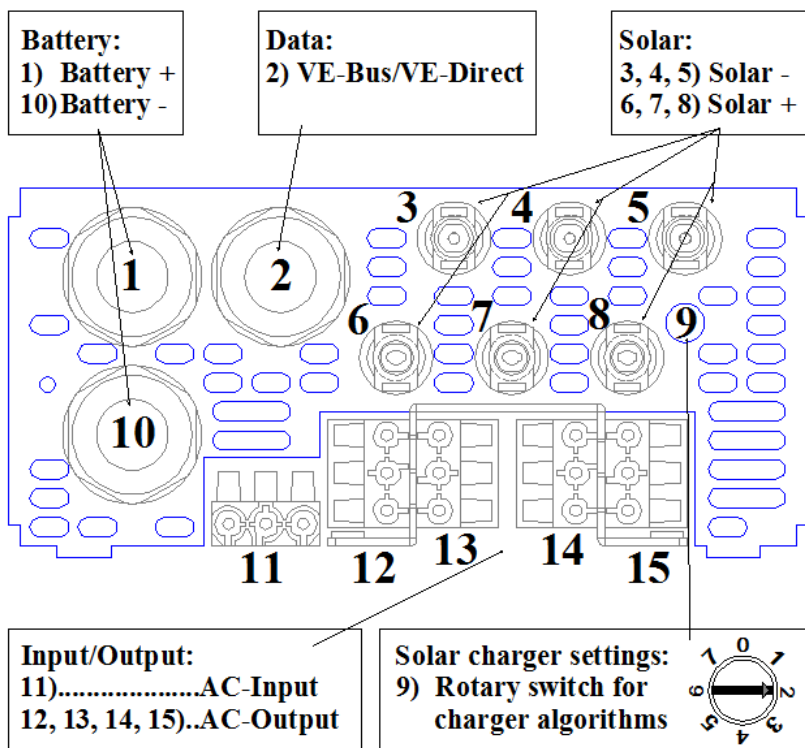 Battery:
1) Battery +
10) Battery -
Data:
2) VE-Bus/VE-Direct
Solar:
3, 4, 5) Solar -
6, 7, 8) Solar +
3
4
5
1
2
6
7
8
9
10
11
12
13
14
15
Input/Output:
11)....................AC-Input
12, 13, 14, 15)..AC-Output
Solar charger settings:
9) Rotary switch for
charger algorithms
0
1
2
3
4
5
6
7